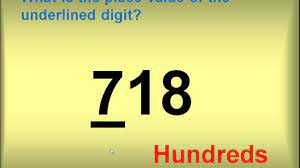 What is the place value of the
underlined digit?
718
Hundreds